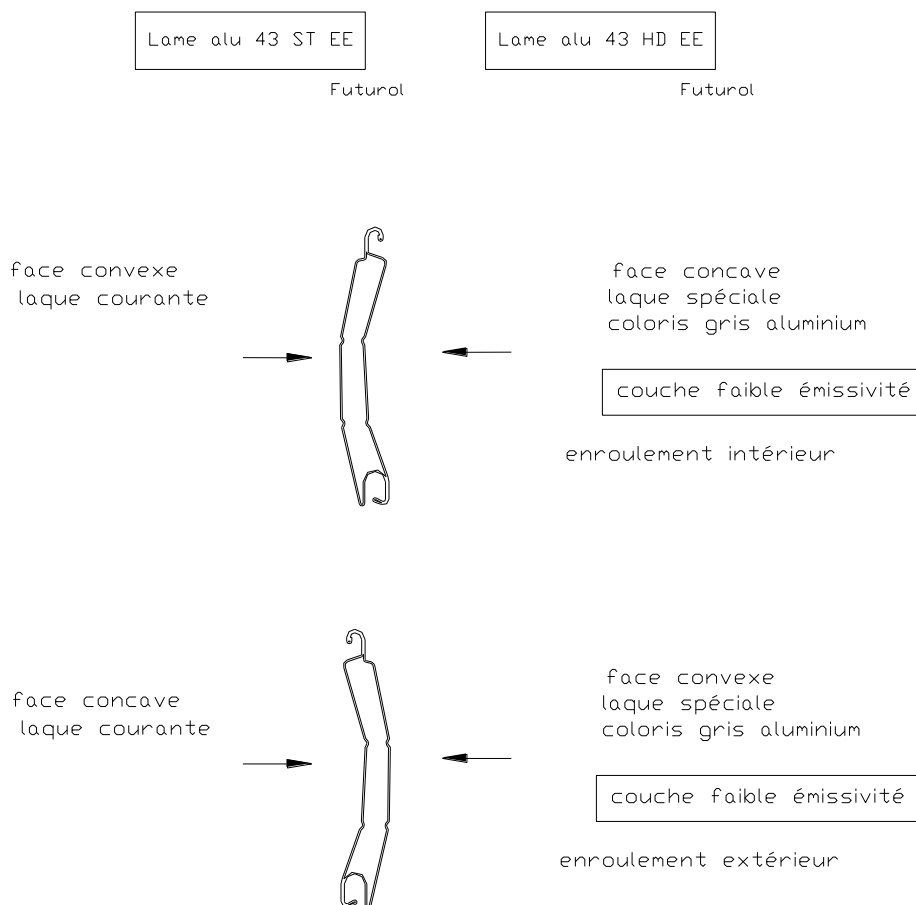 Lame alu 43 ST EE
Lame alu 43 HD EE
Futurol
Futurol
face convexe
laque courante
face concave
laque spéciale
coloris gris aluminium
couche faible émissivité
enroulement intérieur
face concave
laque courante
face convexe
laque spéciale
coloris gris aluminium
couche faible émissivité
enroulement extérieur